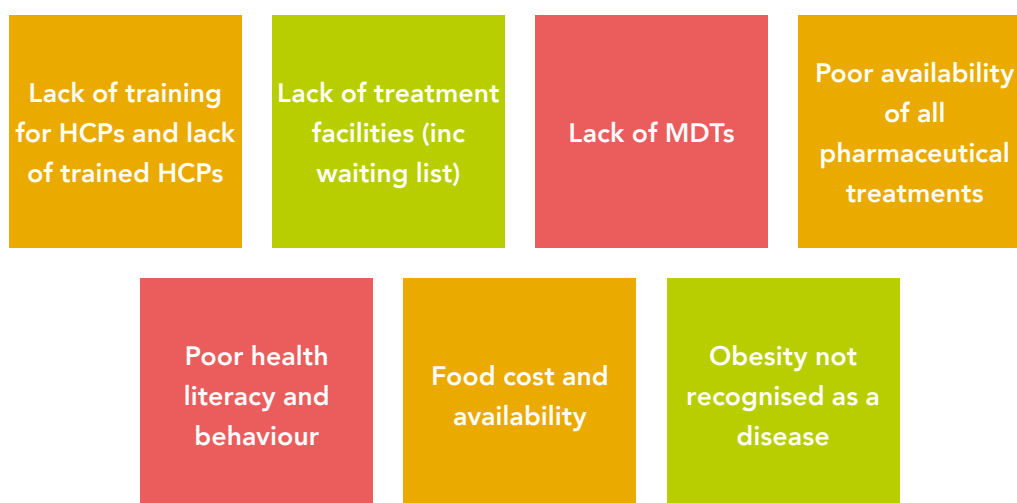 Lack of training
for HCPs and lack
of trained HCPs
Lack of treatment
facilities (inc
waiting list)
Lack of MDTs
Poor availability
of all
pharmaceutical
treatments
Poor health
literacy and
behaviour
Food cost and
availability
Obesity not
recognised as a
disease